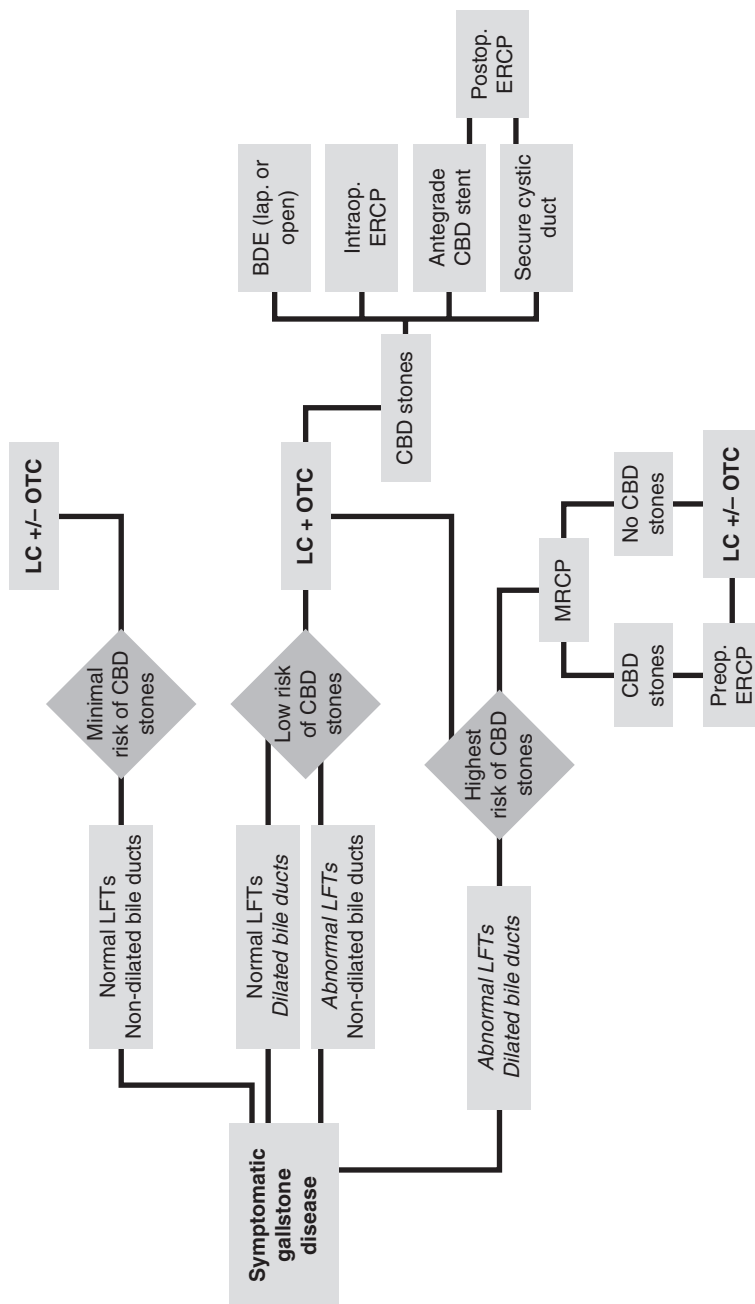 Symptomatic
gallstone
disease
Normal LFTs
Non-dilated bile ducts
Minimal
risk of CBD
stones
LC +/– OTC
Normal LFTs
Dilated bile ducts
Abnormal LFTs
Non-dilated bile ducts
Low risk
of CBD
stones
LC + OTC
CBD stones
BDE (lap. or
open)
Intraop.
ERCP
Antegrade
CBD stent
Secure cystic
duct
Postop.
ERCP
Abnormal LFTs
Dilated bile ducts
Highest
risk of CBD
stones
MRCP
CBD
stones
No CBD
stones
Preop.
ERCP
LC +/– OTC